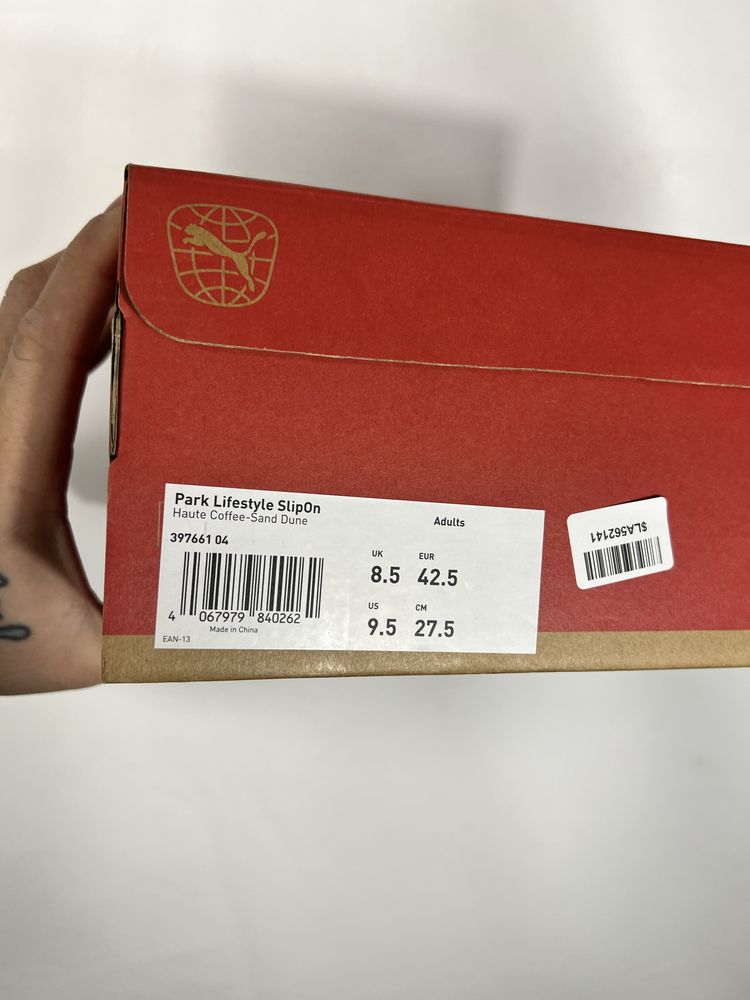 Park Lifestyle SlipOn
Haute Coffee-Sand Dune
Adults
397661 04
UK
EUR
8.5
42.5
US
CM
9.5
27.5
4 067979 840262
Made in China
EAN-13
$LA562141